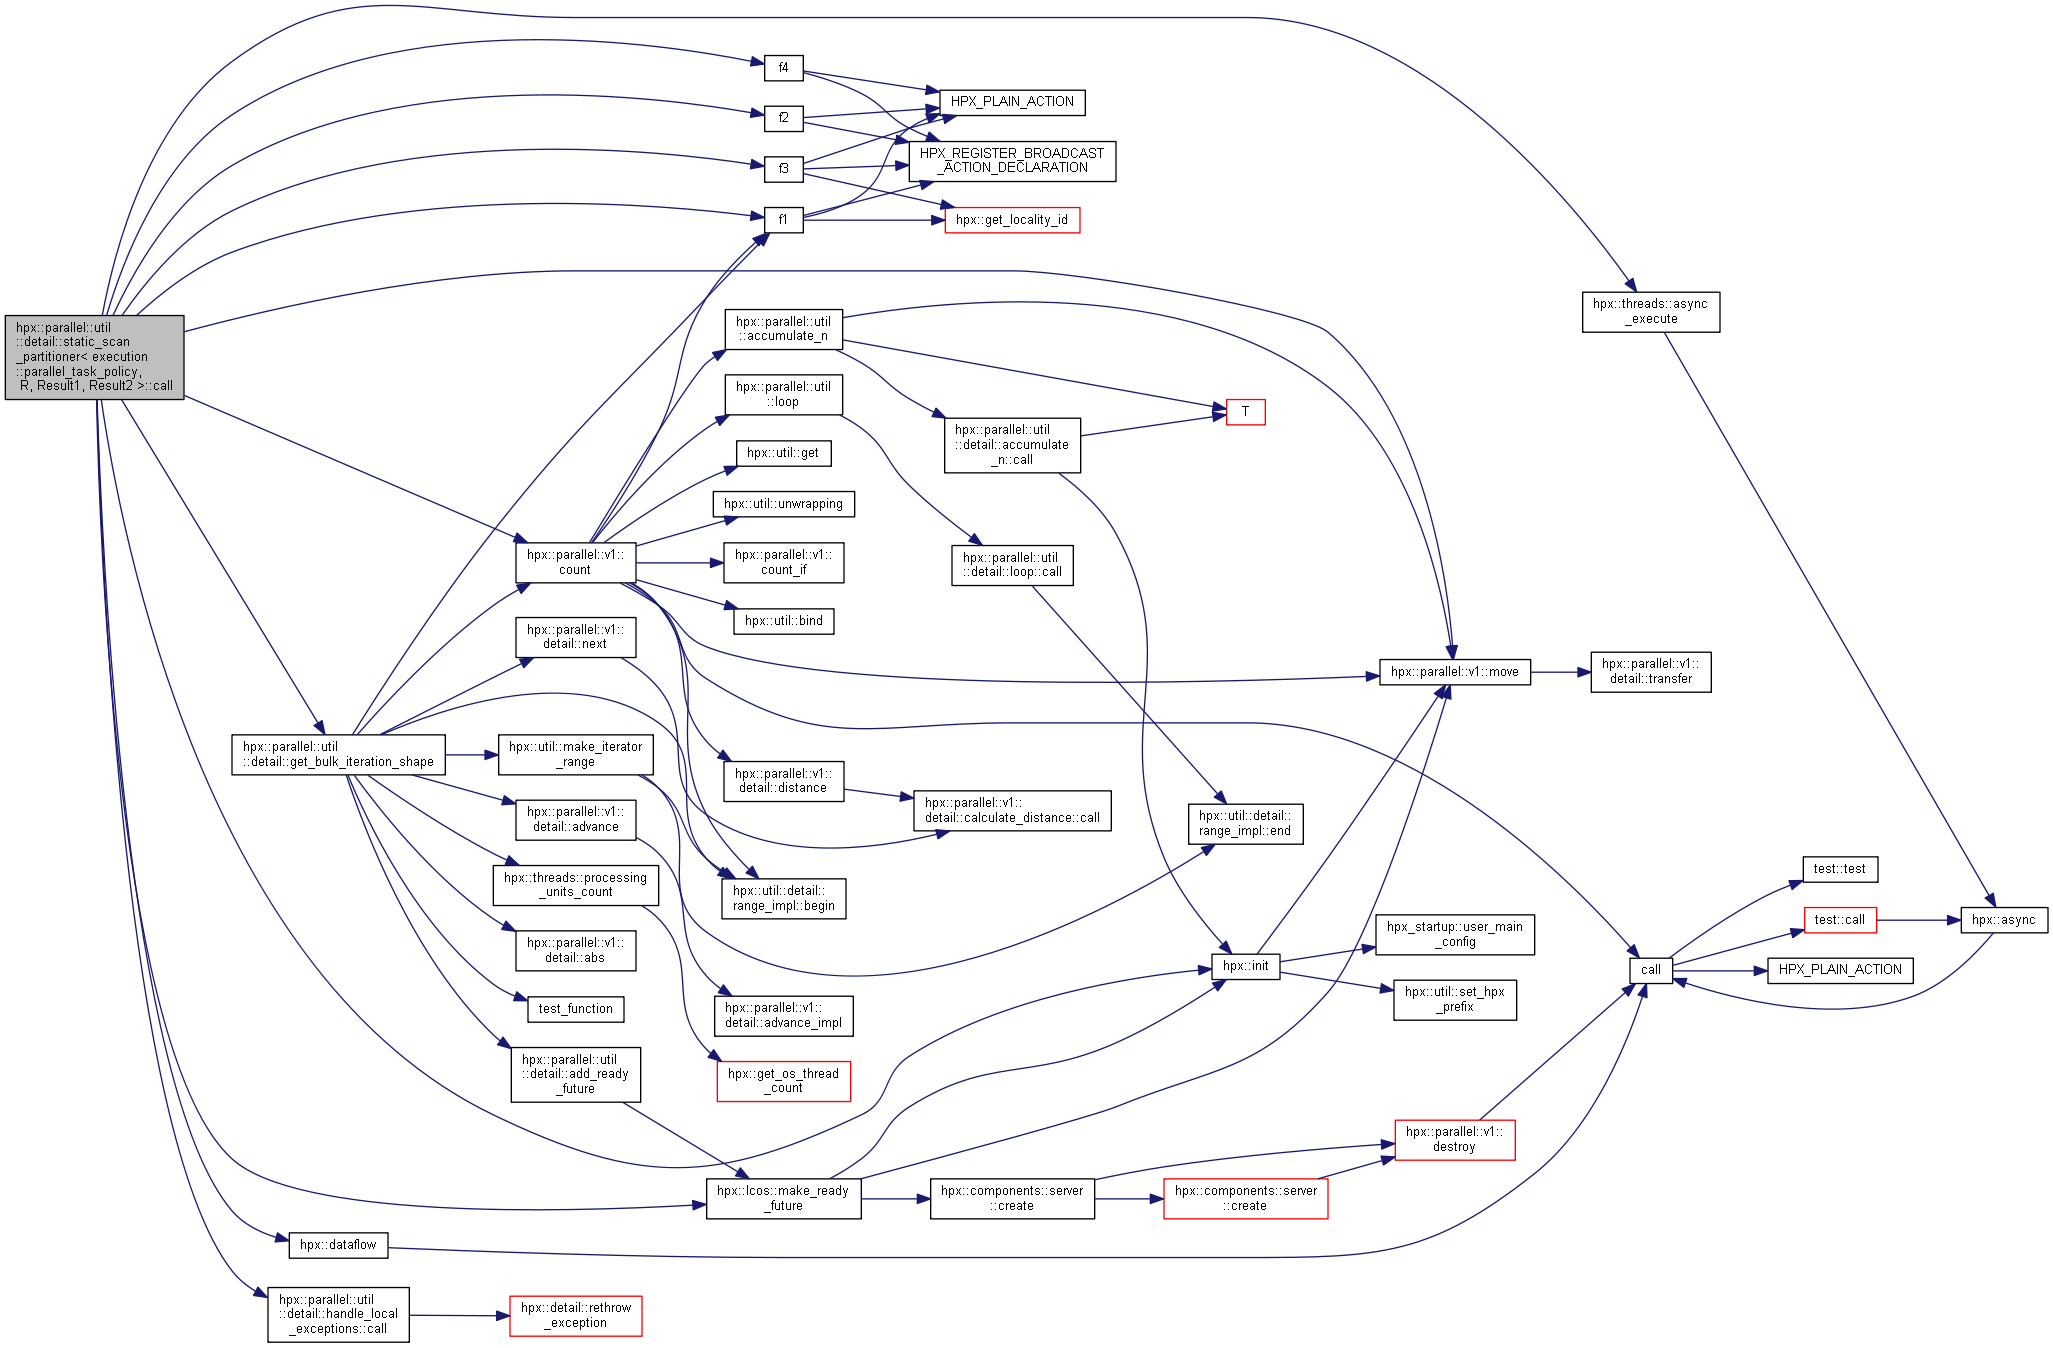 hpx::parallel::util
::detail::static_scan
_partitioner< execution
::parallel_task_policy,
R, Result1, Result2 >::call
f4
f2
f3
f1
HPX_PLAIN_ACTION
HPX_REGISTER_BROADCAST
_ACTION_DECLARATION
hpx::get_locality_id
hpx::threads::async
_execute
hpx::parallel::util
::accumulate_n
hpx::parallel::util
::loop
hpx::util::get
hpx::util::unwrapping
hpx::parallel::v1::
count
hpx::parallel::v1::
count_if
hpx::util::bind
T
hpx::parallel::util
::detail::accumulate
_n::call
hpx::parallel::util
::detail::loop::call
hpx::parallel::v1::
detail::next
hpx::parallel::v1::move
hpx::parallel::v1::
detail::transfer
hpx::parallel::util
::detail::get_bulk_iteration_shape
hpx::util::make_iterator
_range
hpx::parallel::v1::
detail::advance
hpx::threads::processing
_units_count
hpx::parallel::v1::
detail::abs
test_function
hpx::parallel::util
::detail::add_ready
_future
hpx::parallel::v1::
detail::distance
hpx::parallel::v1::
detail::calculate_distance::call
hpx::util::detail::
range_impl::begin
hpx::util::detail::
range_impl::end
hpx::parallel::v1::
detail::advance_impl
hpx::get_os_thread
_count
hpx::init
hpx_startup::user_main
_config
hpx::util::set_hpx
_prefix
call
test::test
test::call
HPX_PLAIN_ACTION
hpx::async
hpx::parallel::v1::
destroy
hpx::lcos::make_ready
_future
hpx::components::server
::create
hpx::components::server
::create
hpx::dataflow
hpx::parallel::util
::detail::handle_local
_exceptions::call
hpx::detail::rethrow
_exception